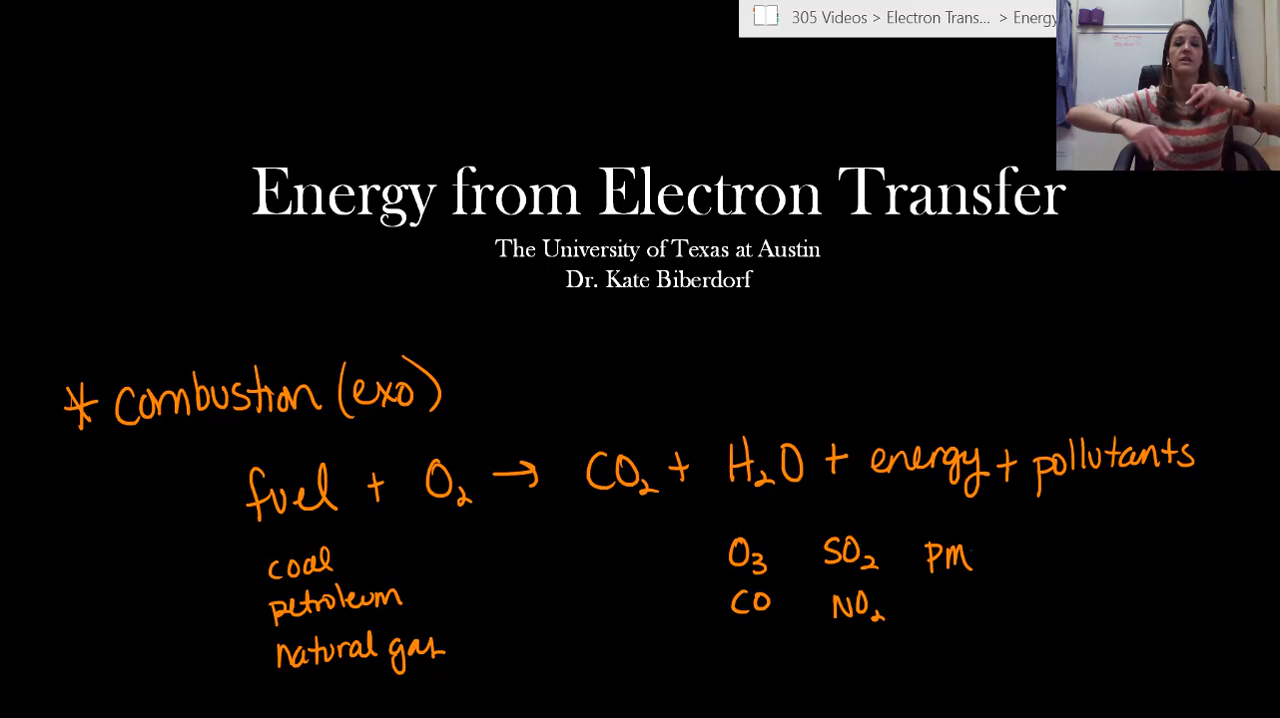 305 Videos > Electron Trans... > Energy
Energy from Electron Transfer
The University of Texas at Austin
Dr. Kate Biberdorf
* combustion (exo)
fuel + O₂ → CO₂ + H₂O + energy + pollutants
coal
petroleum
natural gas
O₃ SO₂ PM
CO NO₂